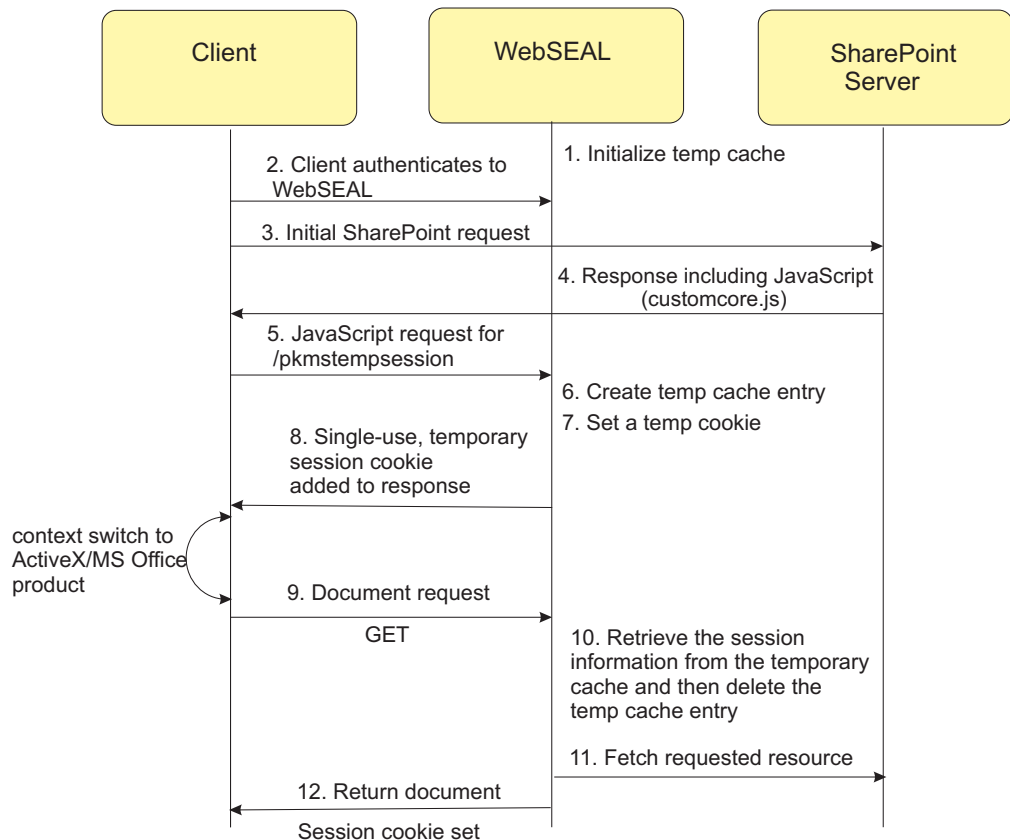 Client
WebSEAL
SharePoint
Server
1. Initialize temp cache
2. Client authenticates to
WebSEAL
3. Initial SharePoint request
4. Response including JavaScript
(customcore.js)
5. JavaScript request for
/pkmstempsession
6. Create temp cache entry
7. Set a temp cookie
8. Single-use, temporary
session cookie
added to response
context switch to
ActiveX/MS Office
product
9. Document request
GET
10. Retrieve the session
information from the temporary
cache and then delete the
temp cache entry
11. Fetch requested resource
12. Return document
Session cookie set